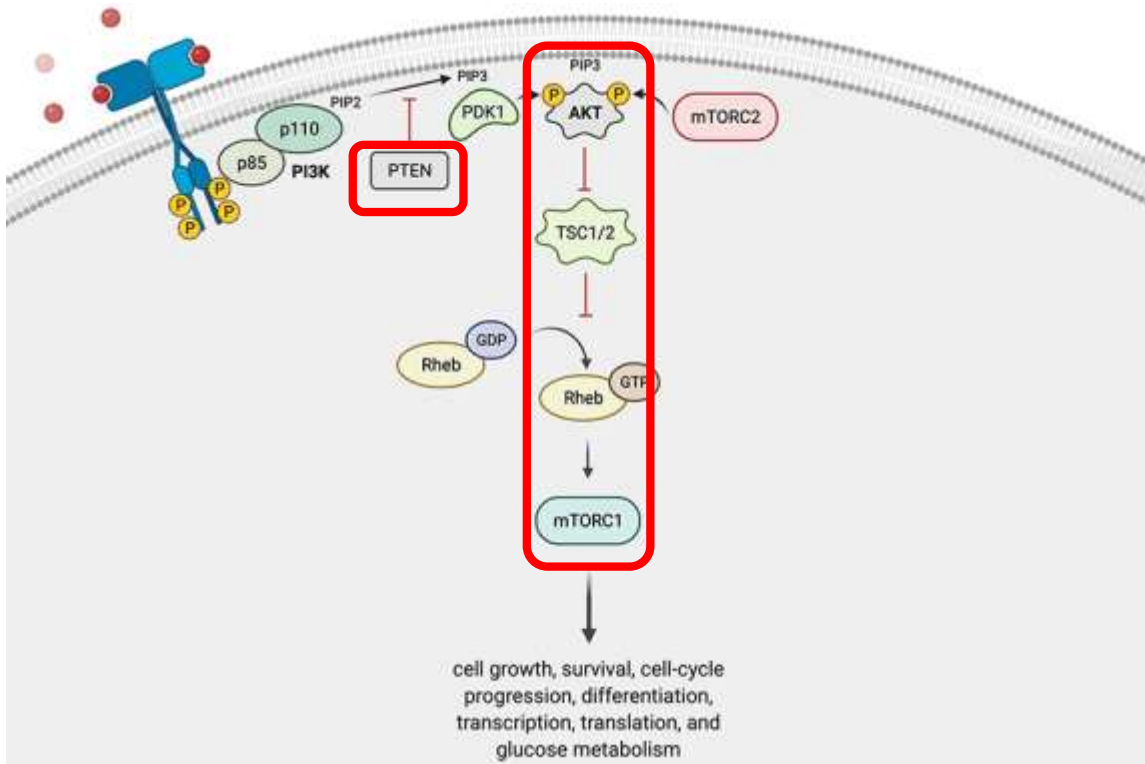 PIP3
PIP3
PIP2
P
P
PDK1
AKT
mTORC2
p110
p85
PI3K
PTEN
P
P
P
P
TSC1/2
GDP
Rheb
GTP
Rheb
mTORC1
cell growth, survival, cell-cycle
progression, differentiation,
transcription, translation, and
glucose metabolism